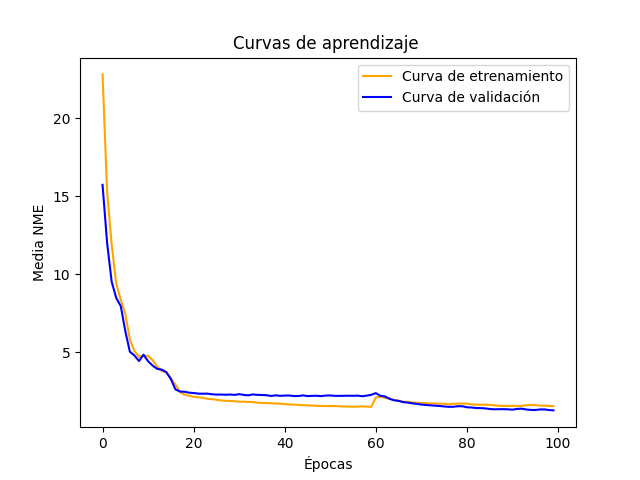 Curvas de aprendizaje
Curva de etrenamiento
Curva de validación
Media NME
20
15
10
5
0
20
40
60
80
100
Épocas